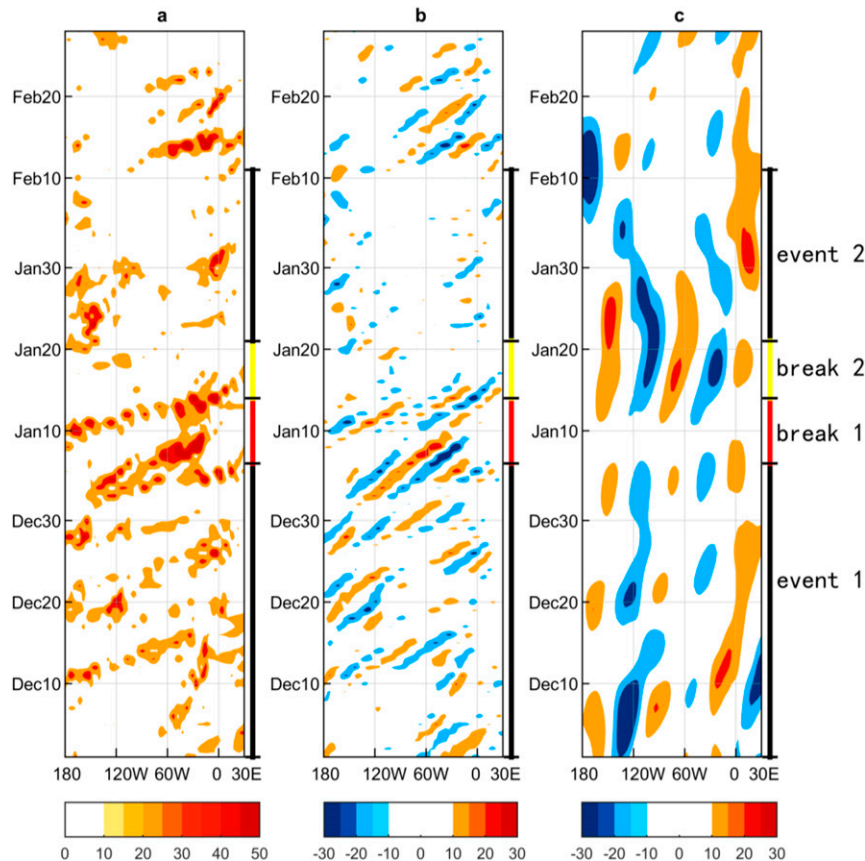 a b c
Feb20 Feb20 Feb20
Feb10 Feb10 Feb10
event 2
Jan30 Jan30 Jan30
Jan20 Jan20 Jan20
break 2
Jan10 Jan10 Jan10
break 1
Dec30 Dec30 Dec30
event 1
Dec20 Dec20 Dec20
Dec10 Dec10 Dec10
180 120W 60W 0 30E 180 120W 60W 0 30E 180 120W 60W 0 30E
0 10 20 30 40 50 -30 -20 -10 0 10 20 30 -30 -20 -10 0 10 20 30